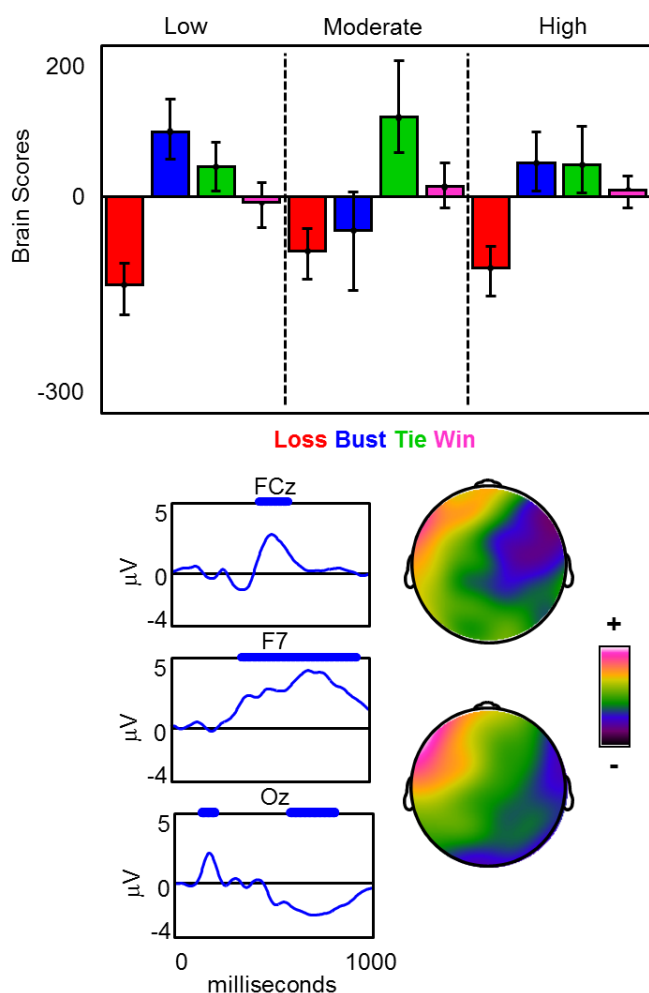 Low Moderate High
200
0
-300
Brain Scores
Loss Bust Tie Win
FCz
5
0
-4
µV
F7
5
0
-4
µV
Oz
5
0
-4
µV
0 1000
milliseconds
+
-